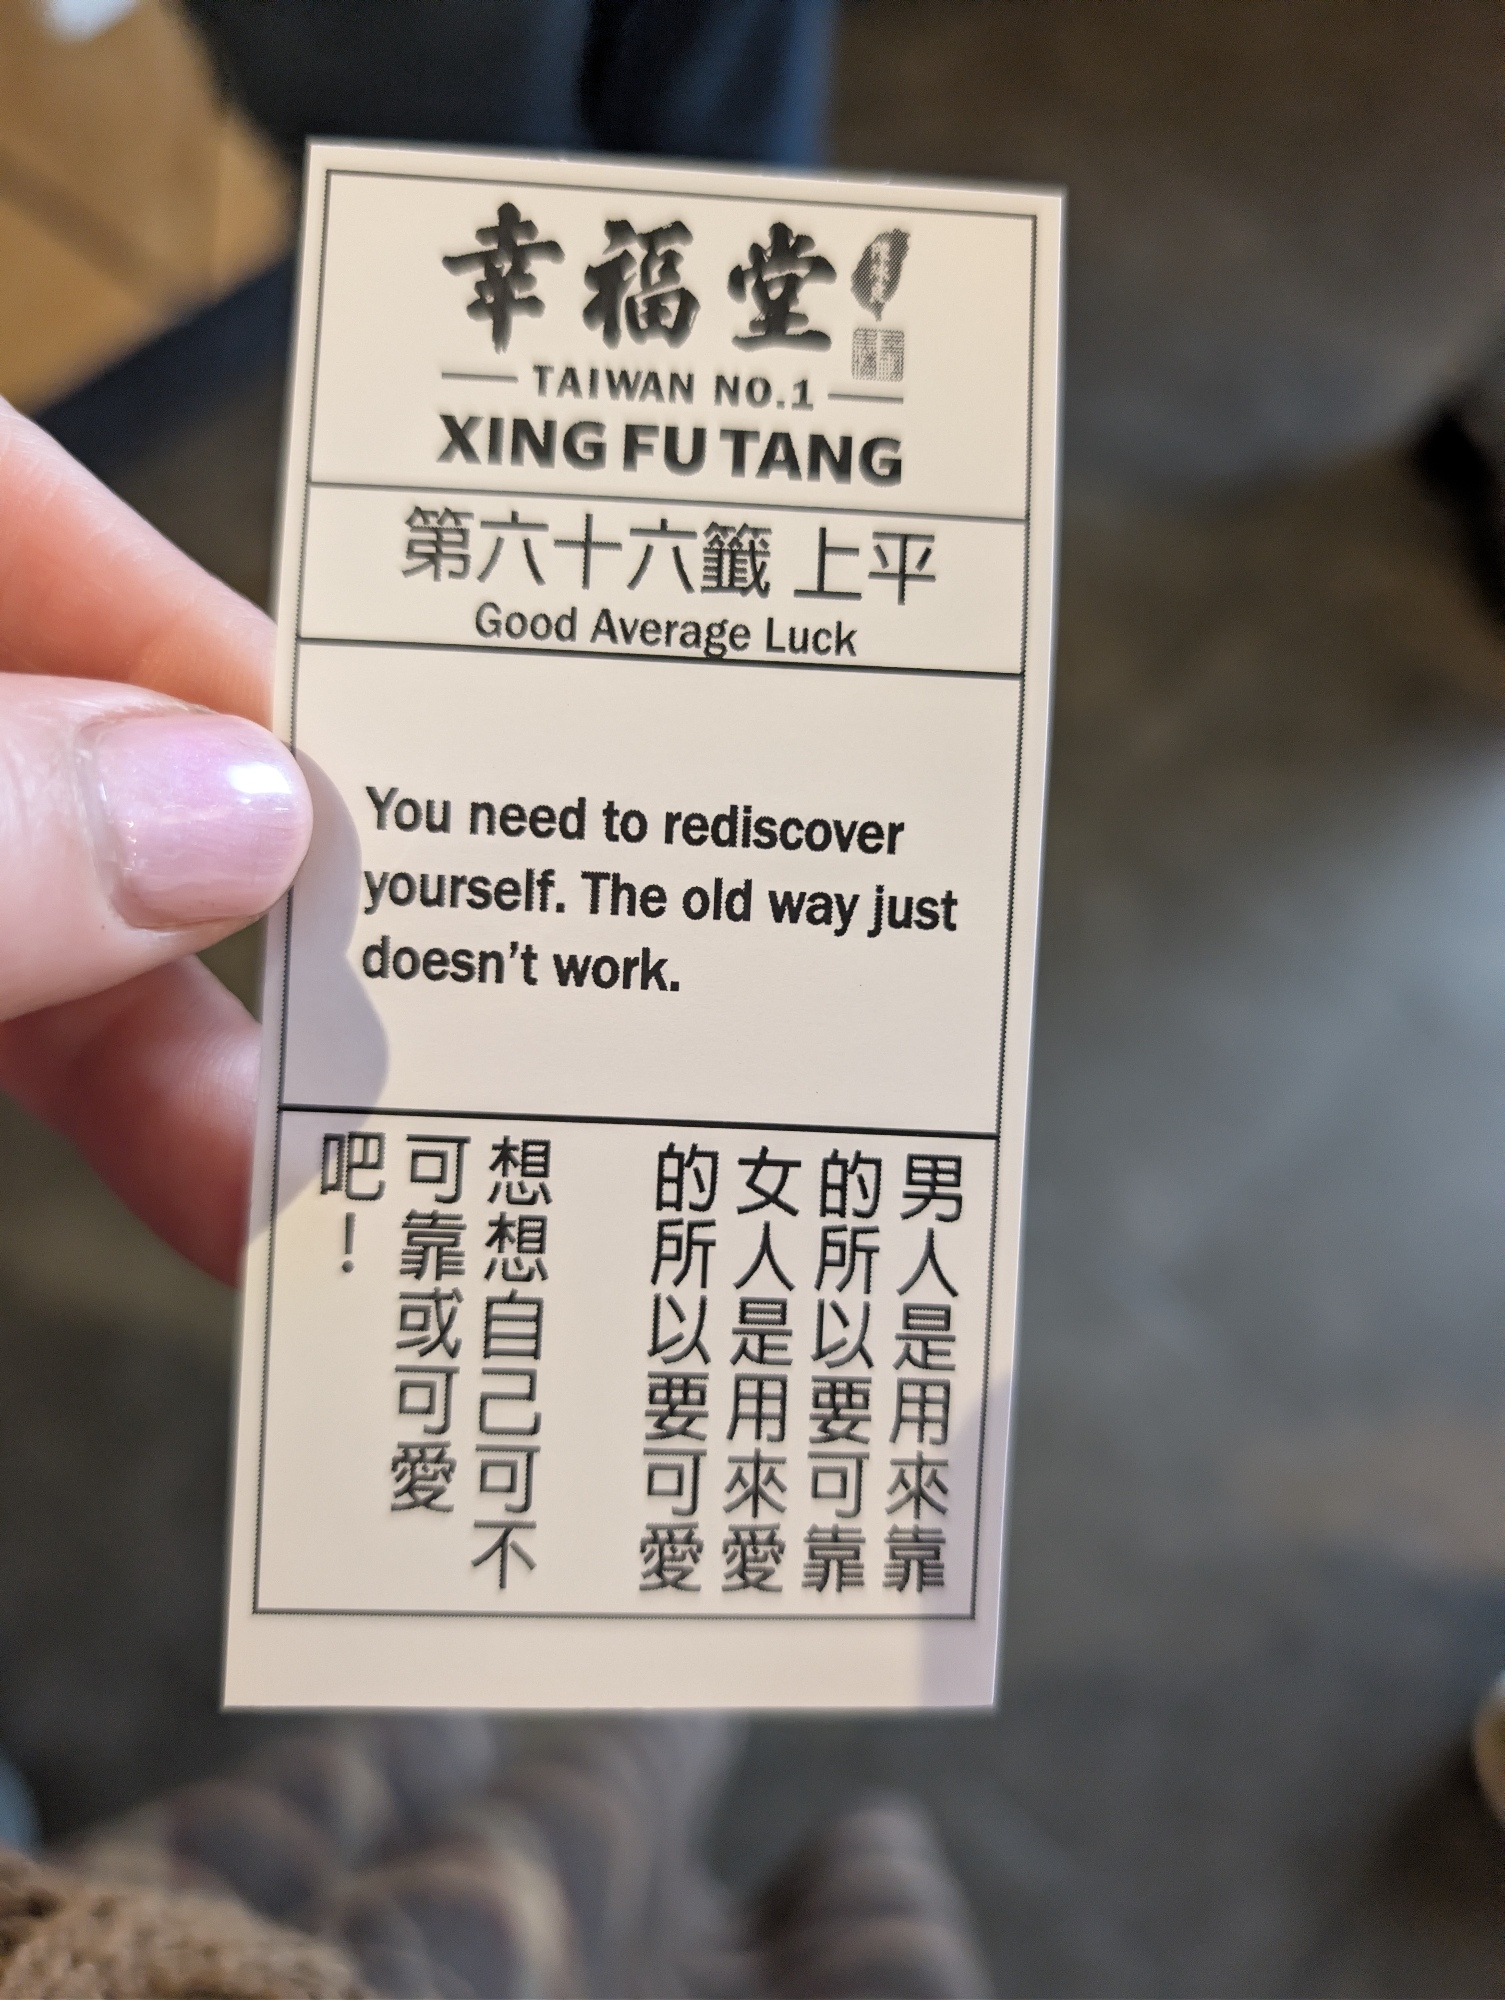 幸福堂
TAIWAN NO.1
XING FU TANG
第六十六籤 上平
Good Average Luck
You need to rediscover
yourself. The old way just
doesn't work.
男人是用來靠
的所以要可靠
女人是用來愛
的所以要可愛
想想自己可不
可靠或可愛
吧！